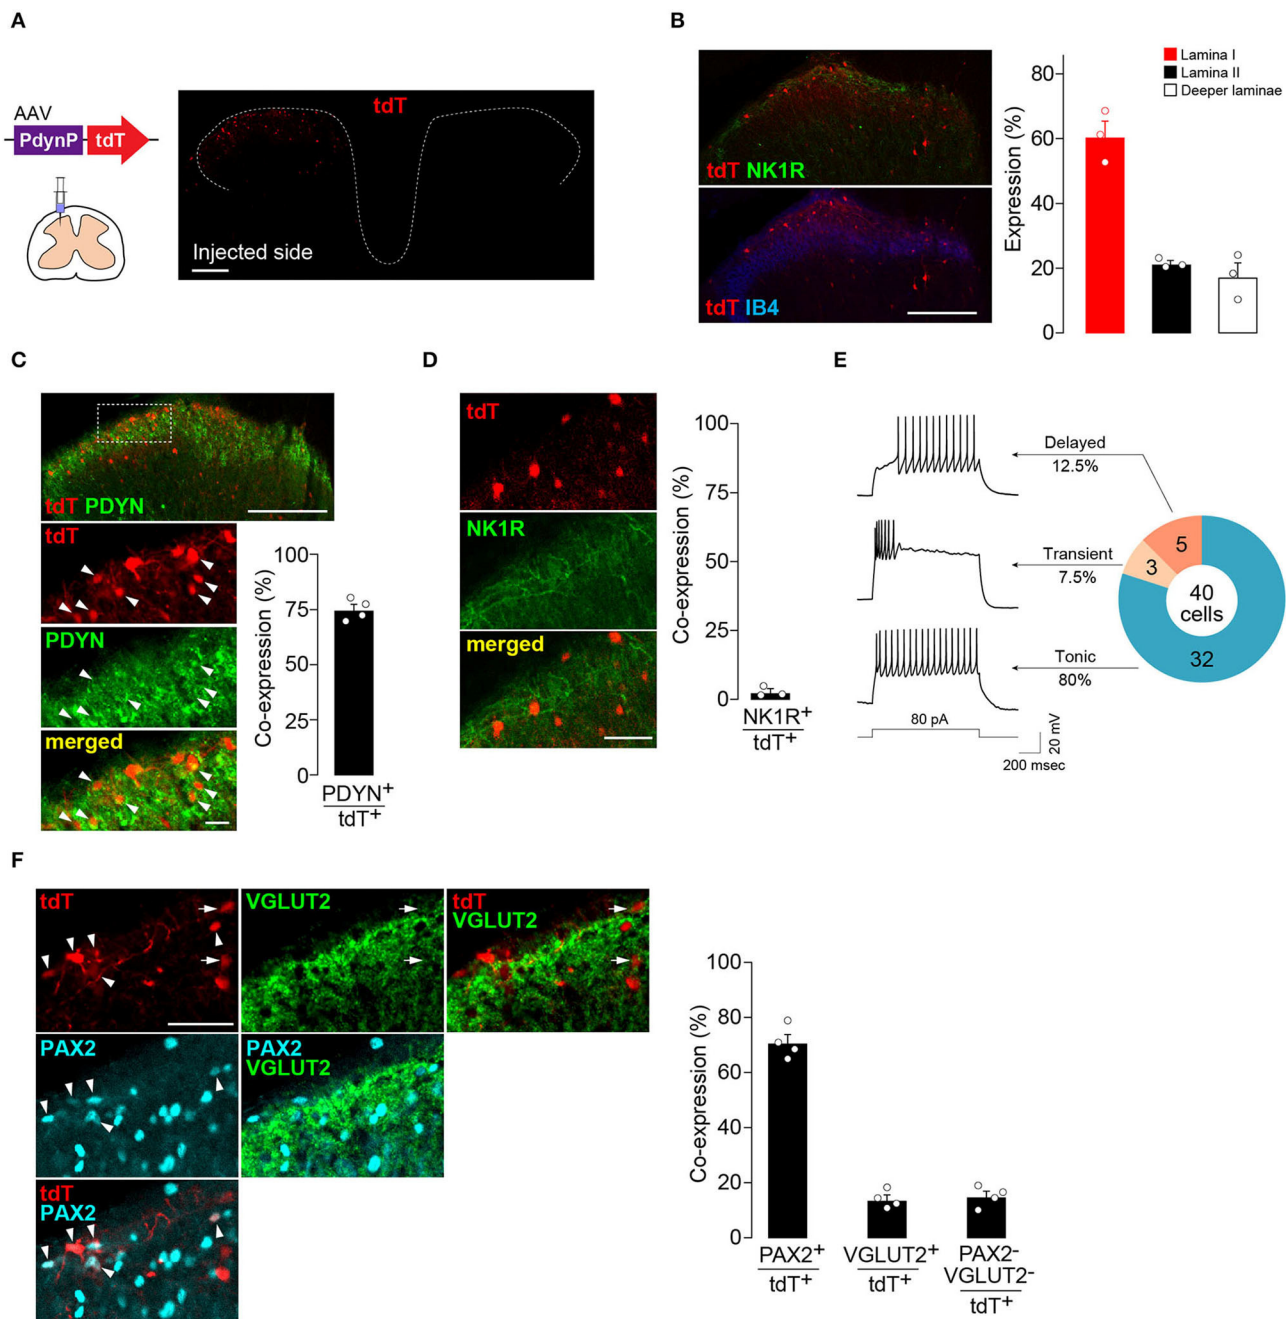 A
AAV
PdynP tdT
tdT
Injected side
B
tdT NK1R
tdT IB4
Expression (%)
80
60
40
20
0
Lamina I
Lamina II
Deeper laminae
C
tdT PDYN
tdT
PDYN
merged
Co-expression (%)
100
75
50
25
0
PDYN+
tdT+
D
tdT
NK1R
merged
Co-expression (%)
100
75
50
25
0
NK1R+
tdT+
E
Delayed
12.5%
Transient
7.5%
Tonic
80%
80 pA
20 mV
200 msec
5
3
40
cells
32
F
tdT
VGLUT2
tdT
VGLUT2
PAX2
PAX2
VGLUT2
tdT
PAX2
Co-expression (%)
100
80
60
40
20
0
PAX2+
tdT+
VGLUT2+
tdT+
PAX2-
VGLUT2-
tdT+